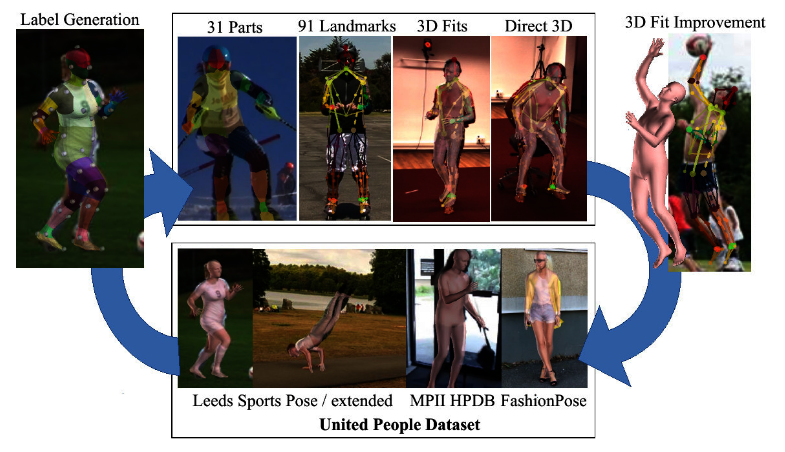 Label Generation
31 Parts
91 Landmarks
3D Fits
Direct 3D
3D Fit Improvement
Leeds Sports Pose / extended
MPII HPDB
FashionPose
United People Dataset